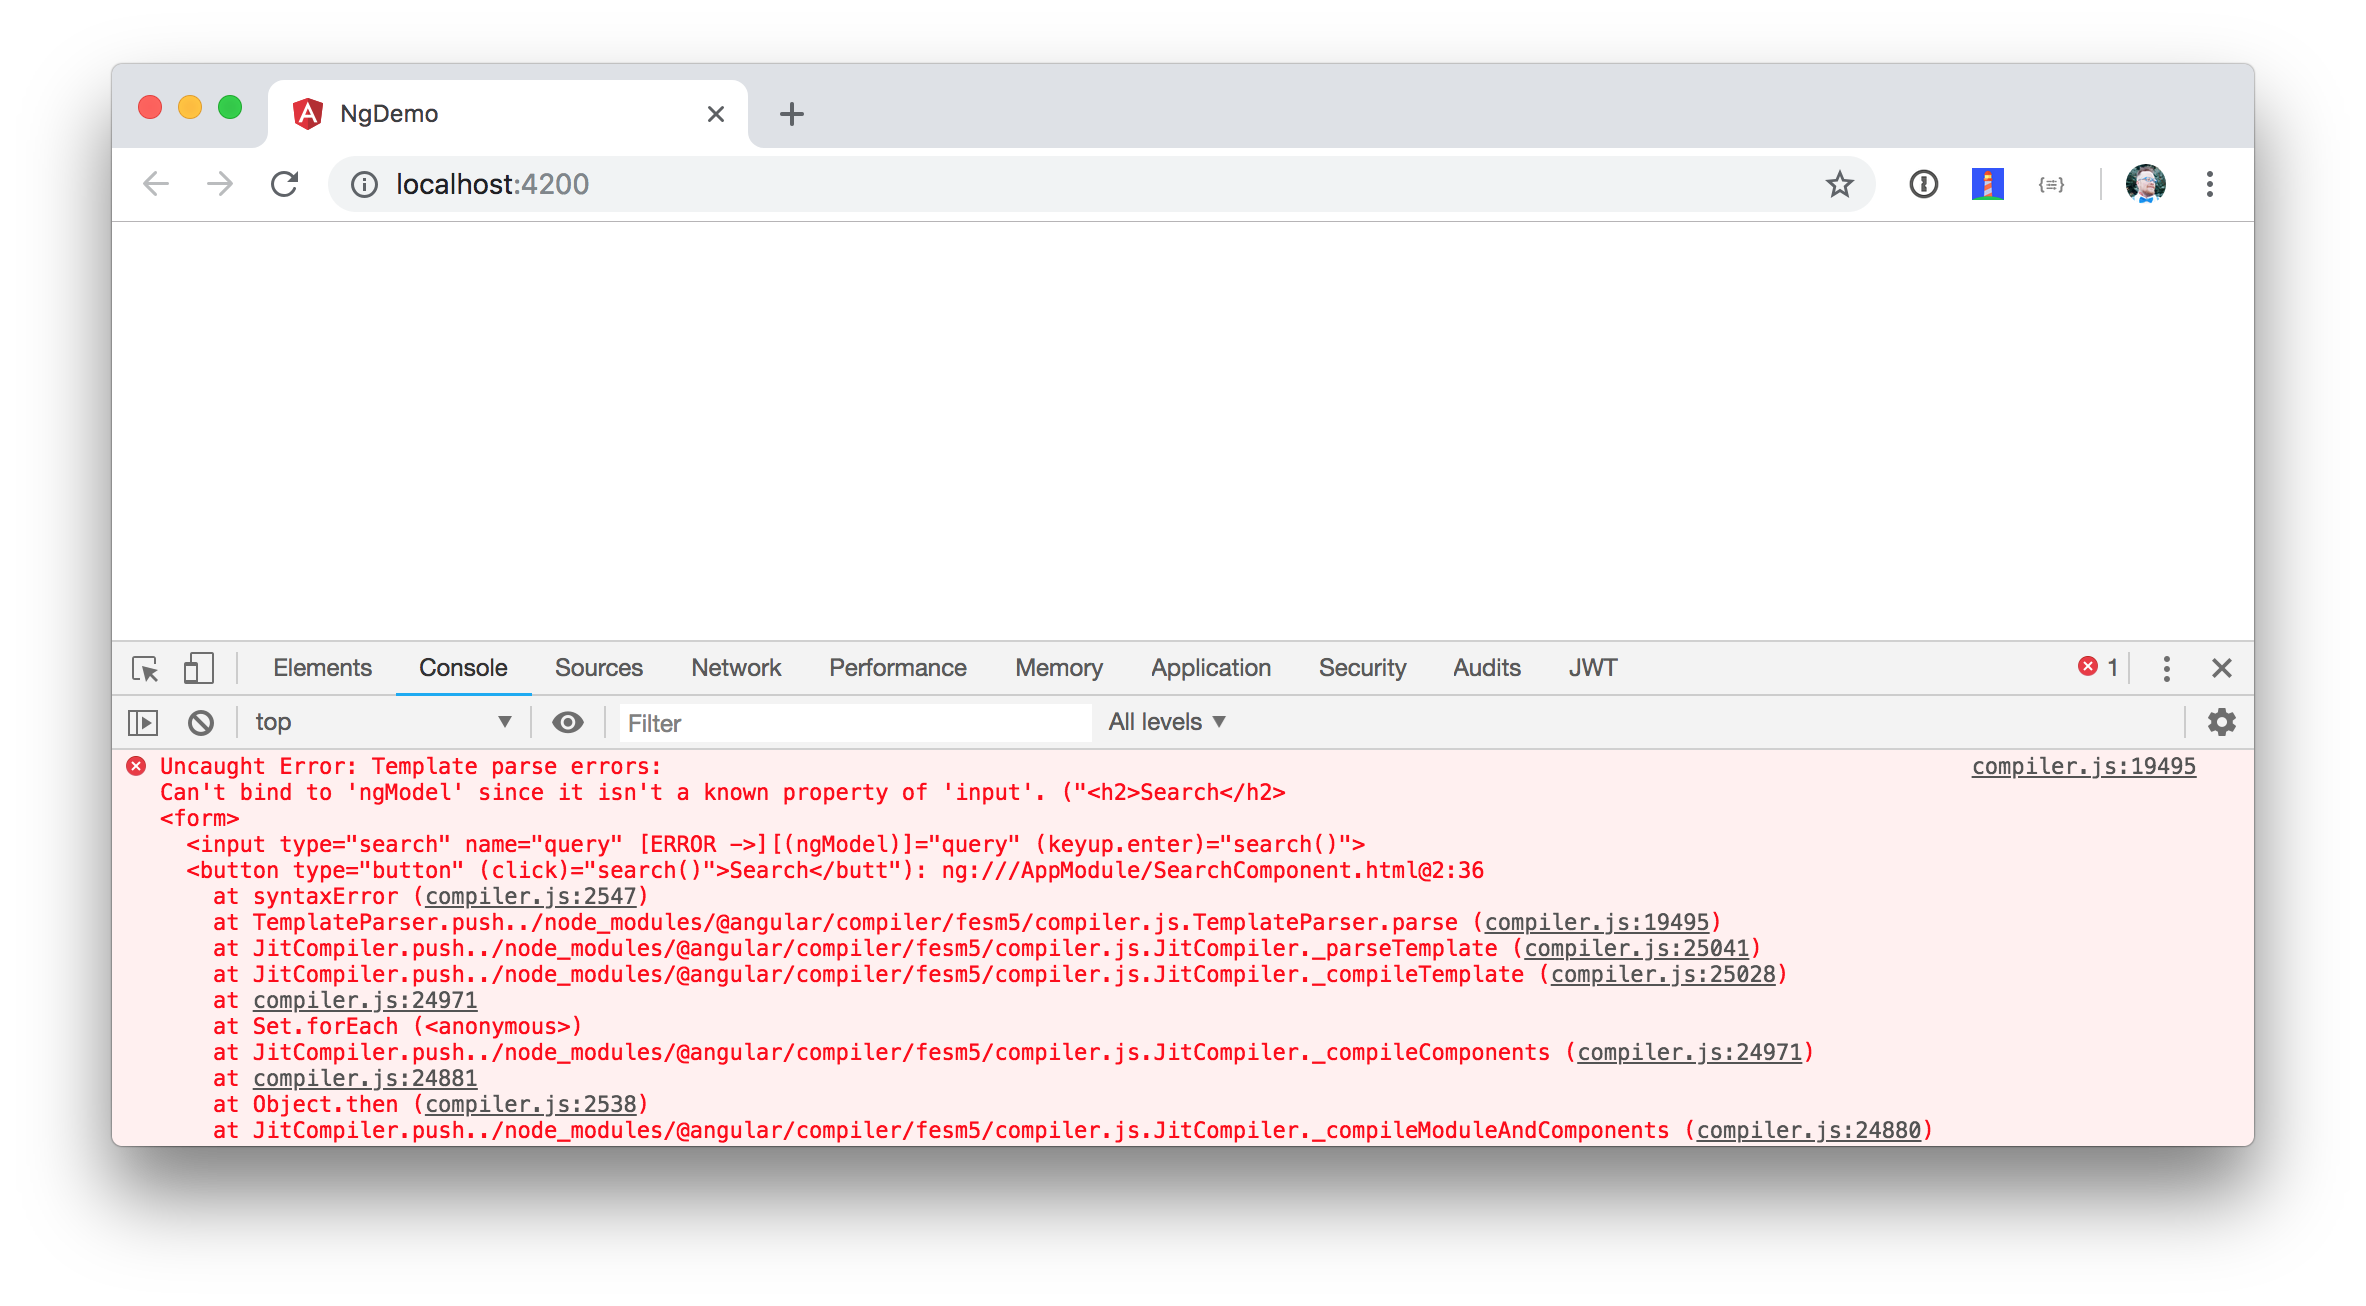 NgDemo
localhost:4200
Elements Console Sources Network Performance Memory Application Security Audits JWT 1
top Filter All levels
Uncaught Error: Template parse errors: compiler.js:19495
Can't bind to 'ngModel' since it isn't a known property of 'input'. ("<h2>Search</h2>
<form>
<input type="search" name="query" [ERROR ->][(ngModel)]="query" (keyup.enter)="search()">
<button type="button" (click)="search()">Search</butt"): ng:///AppModule/SearchComponent.html@2:36
at syntaxError (compiler.js:2547)
at TemplateParser.push../node_modules/@angular/compiler/fesm5/compiler.js.TemplateParser.parse (compiler.js:19495)
at JitCompiler.push../node_modules/@angular/compiler/fesm5/compiler.js.JitCompiler._parseTemplate (compiler.js:25041)
at JitCompiler.push../node_modules/@angular/compiler/fesm5/compiler.js.JitCompiler._compileTemplate (compiler.js:25028)
at compiler.js:24971
at Set.forEach (<anonymous>)
at JitCompiler.push../node_modules/@angular/compiler/fesm5/compiler.js.JitCompiler._compileComponents (compiler.js:24971)
at compiler.js:24881
at Object.then (compiler.js:2538)
at JitCompiler.push../node_modules/@angular/compiler/fesm5/compiler.js.JitCompiler._compileModuleAndComponents (compiler.js:24880)